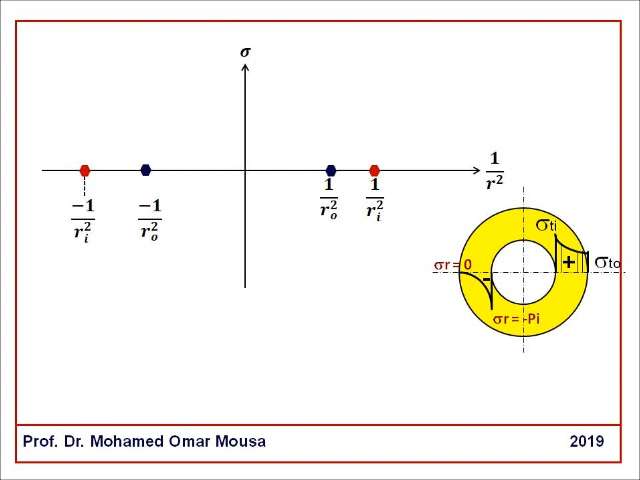 σ
1/r²
-1/rᵢ²
-1/rₒ²
1/rₒ²
1/rᵢ²
σti
σr = 0
+
σto
-
σr = -Pi
Prof. Dr. Mohamed Omar Mousa 2019